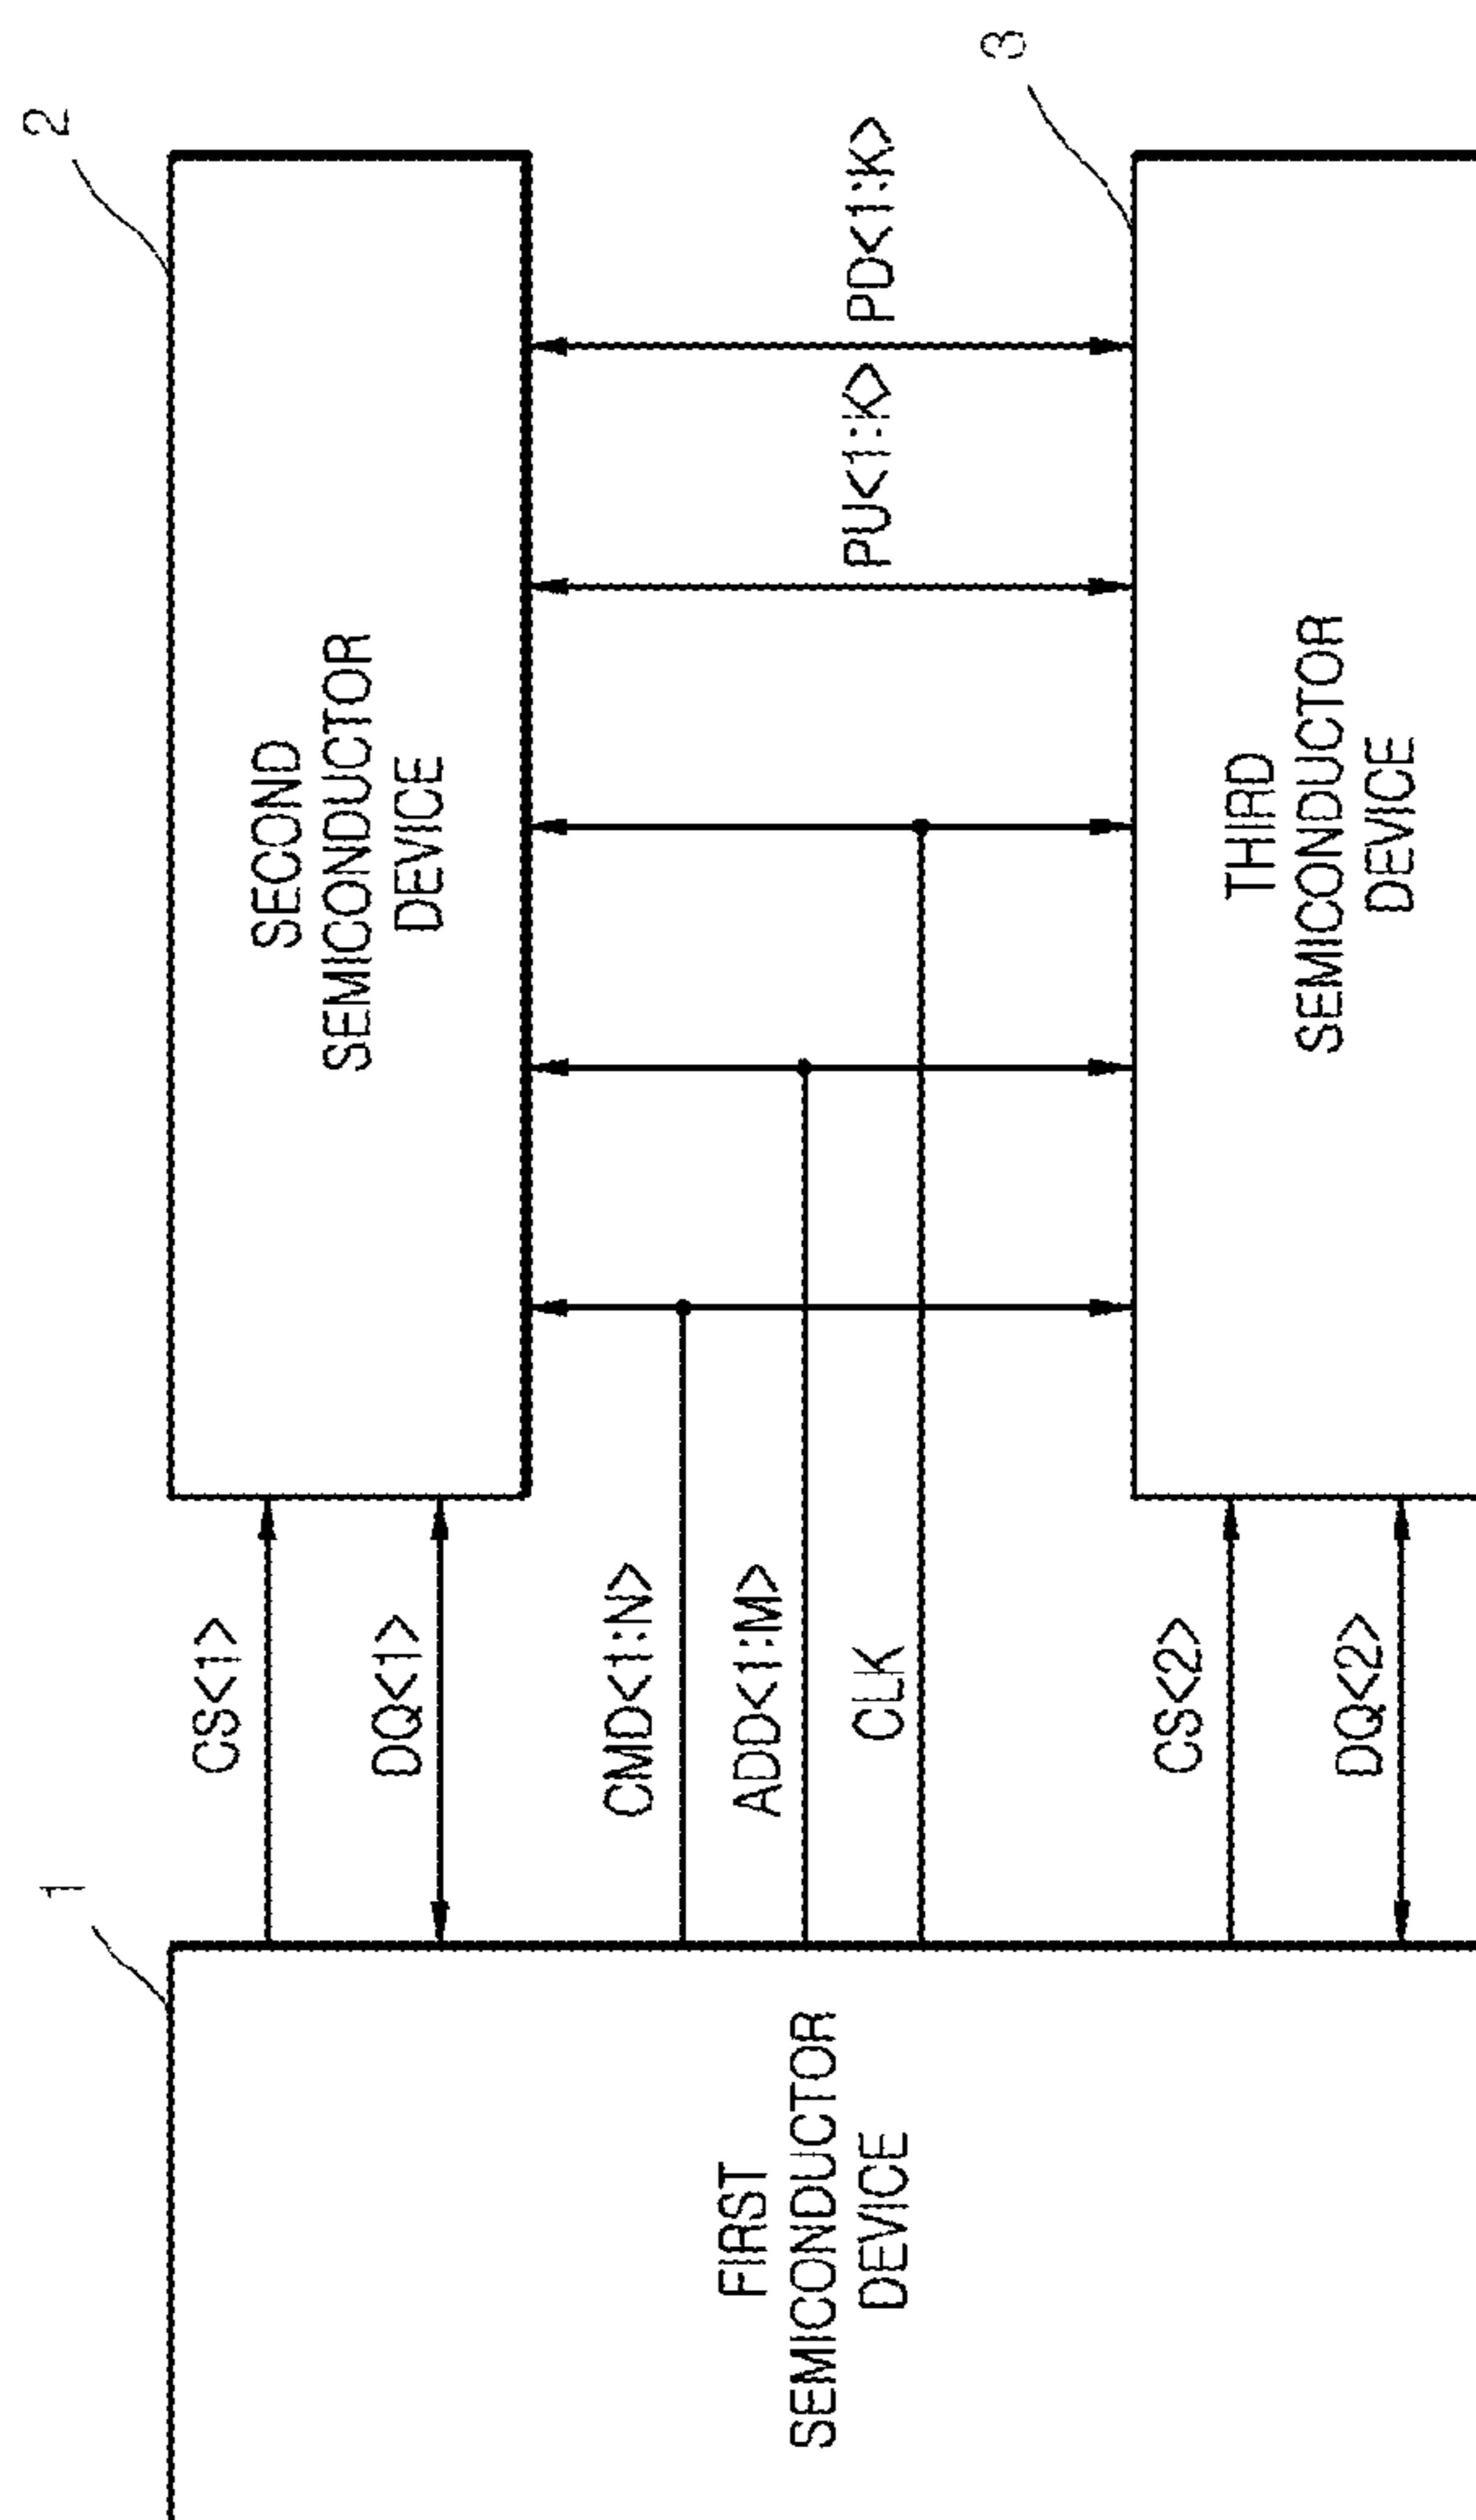 1
2
3
FIRST
SEMICONDUCTOR
DEVICE
CS<1>
DQ<1>
CMD<1:N>
ADD<1:M>
CLK
CS<2>
DQ<2>
SECOND
SEMICONDUCTOR
DEVICE
PU<1:K>
PD<1:K>
THIRD
SEMICONDUCTOR
DEVICE